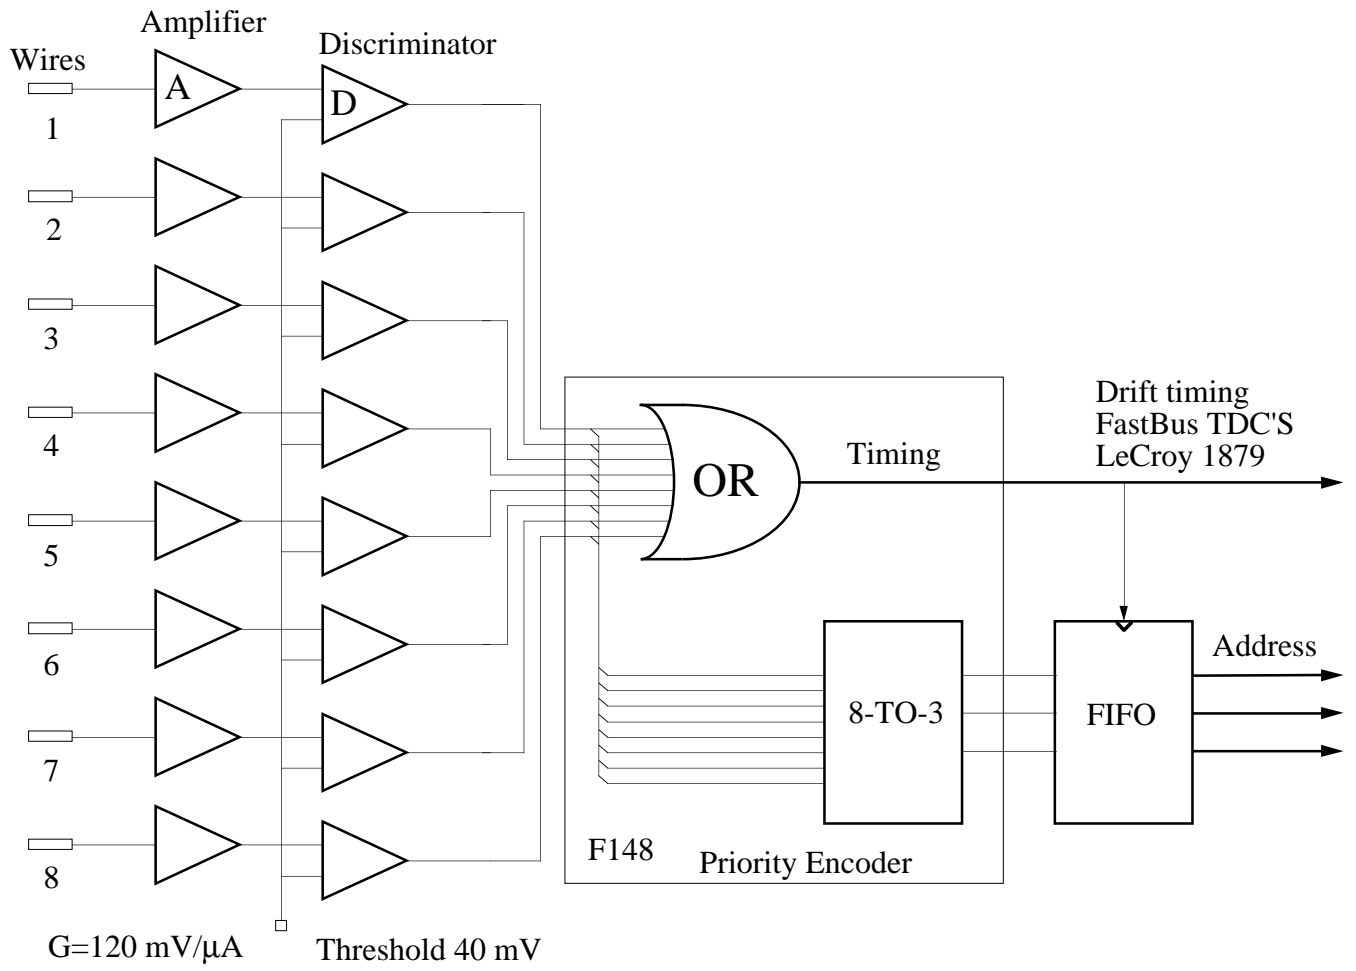 Amplifier
Discriminator
Wires
A
D
1
2
3
4
5
6
7
8
Drift timing
FastBus TDC'S
LeCroy 1879
OR
Timing
8-TO-3
FIFO
Address
F148
Priority Encoder
G=120 mV/μA
Threshold 40 mV